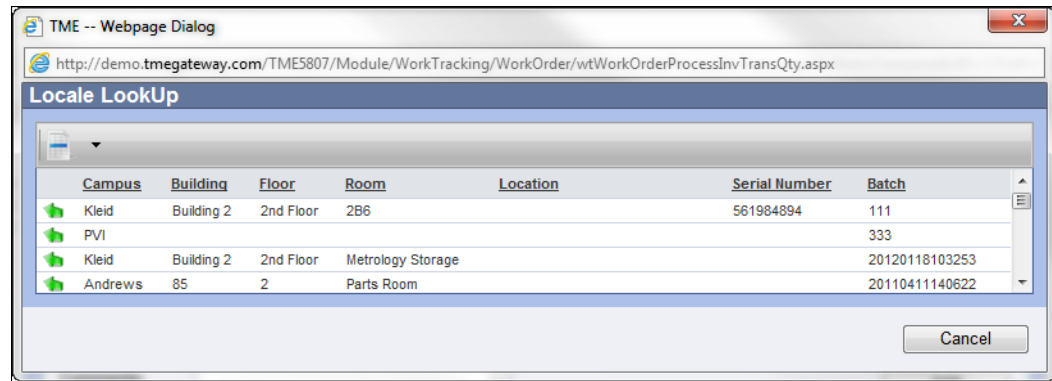 TME -- Webpage Dialog
http://demo.tmegateway.com/TME5807/Module/WorkTracking/WorkOrder/wtWorkOrderProcessInvTransQty.aspx
Locale LookUp
Campus Building Floor Room Location Serial Number Batch
Kleid Building 2 2nd Floor 2B6 561984894 111
PVI 333
Kleid Building 2 2nd Floor Metrology Storage 20120118103253
Andrews 85 2 Parts Room 20110411140622
Cancel